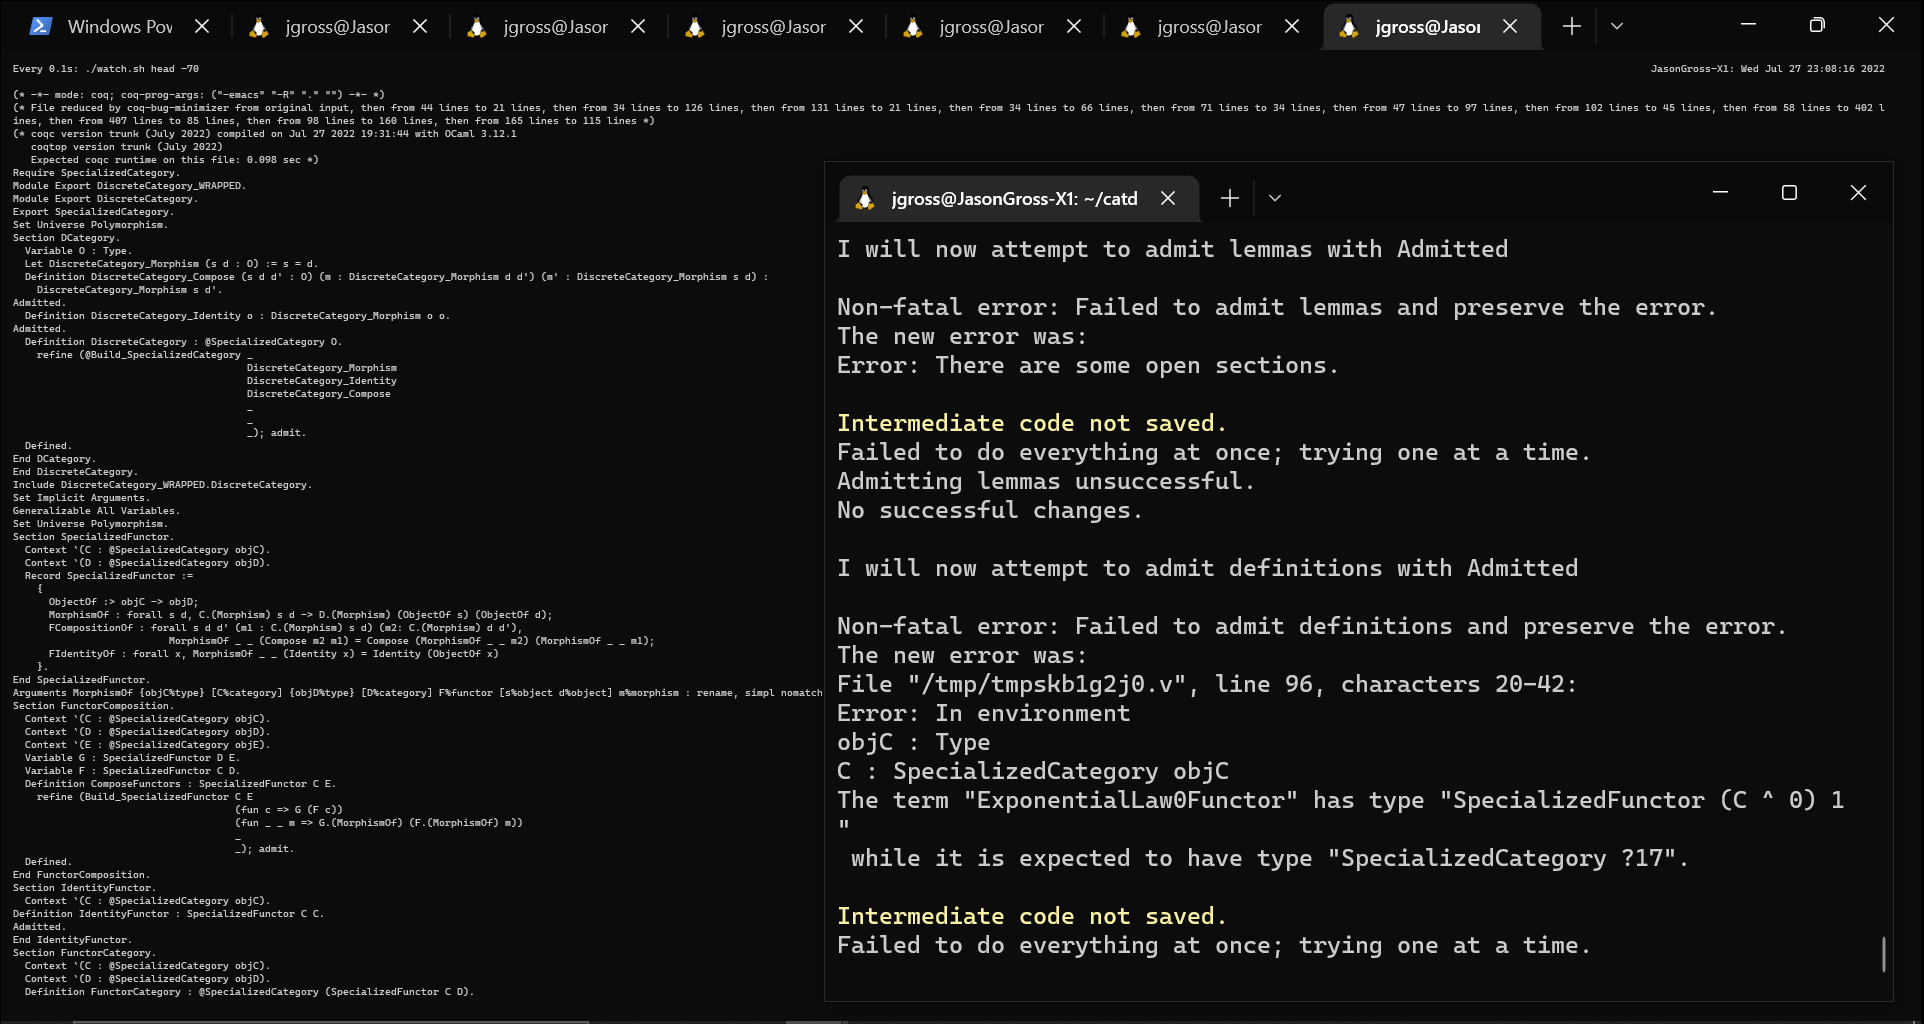 Windows Pov
jgross@Jasor
jgross@Jasor
jgross@Jasor
jgross@Jasor
jgross@Jasor
jgross@Jasor
Every 0.1s: ./watch.sh head -70
JasonGross-X1: Wed Jul 27 23:08:16 2022
(* -*- mode: coq; coq-prog-args: ("-emacs" "-R" "." "") -*- *)
(* File reduced by coq-bug-minimizer from original input, then from 44 lines to 21 lines, then from 34 lines to 126 lines, then from 131 lines to 21 lines, then from 34 lines to 66 lines, then from 71 lines to 34 lines, then from 47 lines to 97 lines, then from 102 lines to 45 lines, then from 58 lines to 402 l
ines, then from 407 lines to 85 lines, then from 98 lines to 160 lines, then from 165 lines to 115 lines *)
(* coqc version trunk (July 2022) compiled on Jul 27 2022 19:31:44 with OCaml 3.12.1
   coqtop version trunk (July 2022)
   Expected coqc runtime on this file: 0.098 sec *)
Require SpecializedCategory.
Module Export DiscreteCategory_WRAPPED.
Module Export DiscreteCategory.
Export SpecializedCategory.
Set Universe Polymorphism.
Section DCategory.
  Variable O : Type.
  Let DiscreteCategory_Morphism (s d : O) := s = d.
  Definition DiscreteCategory_Compose (s d d' : O) (m : DiscreteCategory_Morphism d d') (m' : DiscreteCategory_Morphism s d) :
    DiscreteCategory_Morphism s d'.
Admitted.
  Definition DiscreteCategory_Identity o : DiscreteCategory_Morphism o o.
Admitted.
  Definition DiscreteCategory : @SpecializedCategory O.
    refine (@Build_SpecializedCategory _
                                       DiscreteCategory_Morphism
                                       DiscreteCategory_Identity
                                       DiscreteCategory_Compose
                                       _
                                       _
                                       _); admit.
  Defined.
End DCategory.
End DiscreteCategory.
Include DiscreteCategory_WRAPPED.DiscreteCategory.
Set Implicit Arguments.
Generalizable All Variables.
Set Universe Polymorphism.
Section SpecializedFunctor.
  Context `(C : @SpecializedCategory objC).
  Context `(D : @SpecializedCategory objD).
  Record SpecializedFunctor :=
    {
      ObjectOf :> objC -> objD;
      MorphismOf : forall s d, C.(Morphism) s d -> D.(Morphism) (ObjectOf s) (ObjectOf d);
      FCompositionOf : forall s d d' (m1 : C.(Morphism) s d) (m2: C.(Morphism) d d'),
                          MorphismOf _ _ (Compose m2 m1) = Compose (MorphismOf _ _ m2) (MorphismOf _ _ m1);
      FIdentityOf : forall x, MorphismOf _ _ (Identity x) = Identity (ObjectOf x)
    }.
End SpecializedFunctor.
Arguments MorphismOf {objC%type} [C%category] {objD%type} [D%category] F%functor [s%object d%object] m%morphism : rename, simpl nomatch
Section FunctorComposition.
  Context `(C : @SpecializedCategory objC).
  Context `(D : @SpecializedCategory objD).
  Context `(E : @SpecializedCategory objE).
  Variable G : SpecializedFunctor D E.
  Variable F : SpecializedFunctor C D.
  Definition ComposeFunctors : SpecializedFunctor C E.
    refine (Build_SpecializedFunctor C E
                                     (fun c => G (F c))
                                     (fun _ _ m => G.(MorphismOf) (F.(MorphismOf) m))
                                     _
                                     _); admit.
  Defined.
End FunctorComposition.
Section IdentityFunctor.
  Context `(C : @SpecializedCategory objC).
Definition IdentityFunctor : SpecializedFunctor C C.
Admitted.
End IdentityFunctor.
Section FunctorCategory.
  Context `(C : @SpecializedCategory objC).
  Context `(D : @SpecializedCategory objD).
  Definition FunctorCategory : @SpecializedCategory (SpecializedFunctor C D).
jgross@JasonGross-X1: ~/catd
I will now attempt to admit lemmas with Admitted
Non-fatal error: Failed to admit lemmas and preserve the error.
The new error was:
Error: There are some open sections.
Intermediate code not saved.
Failed to do everything at once; trying one at a time.
Admitting lemmas unsuccessful.
No successful changes.
I will now attempt to admit definitions with Admitted
Non-fatal error: Failed to admit definitions and preserve the error.
The new error was:
File "/tmp/tmpskb1g2j0.v", line 96, characters 20-42:
Error: In environment
objC : Type
C : SpecializedCategory objC
The term "ExponentialLaw0Functor" has type "SpecializedFunctor (C ^ 0) 1
"
 while it is expected to have type "SpecializedCategory ?17".
Intermediate code not saved.
Failed to do everything at once; trying one at a time.